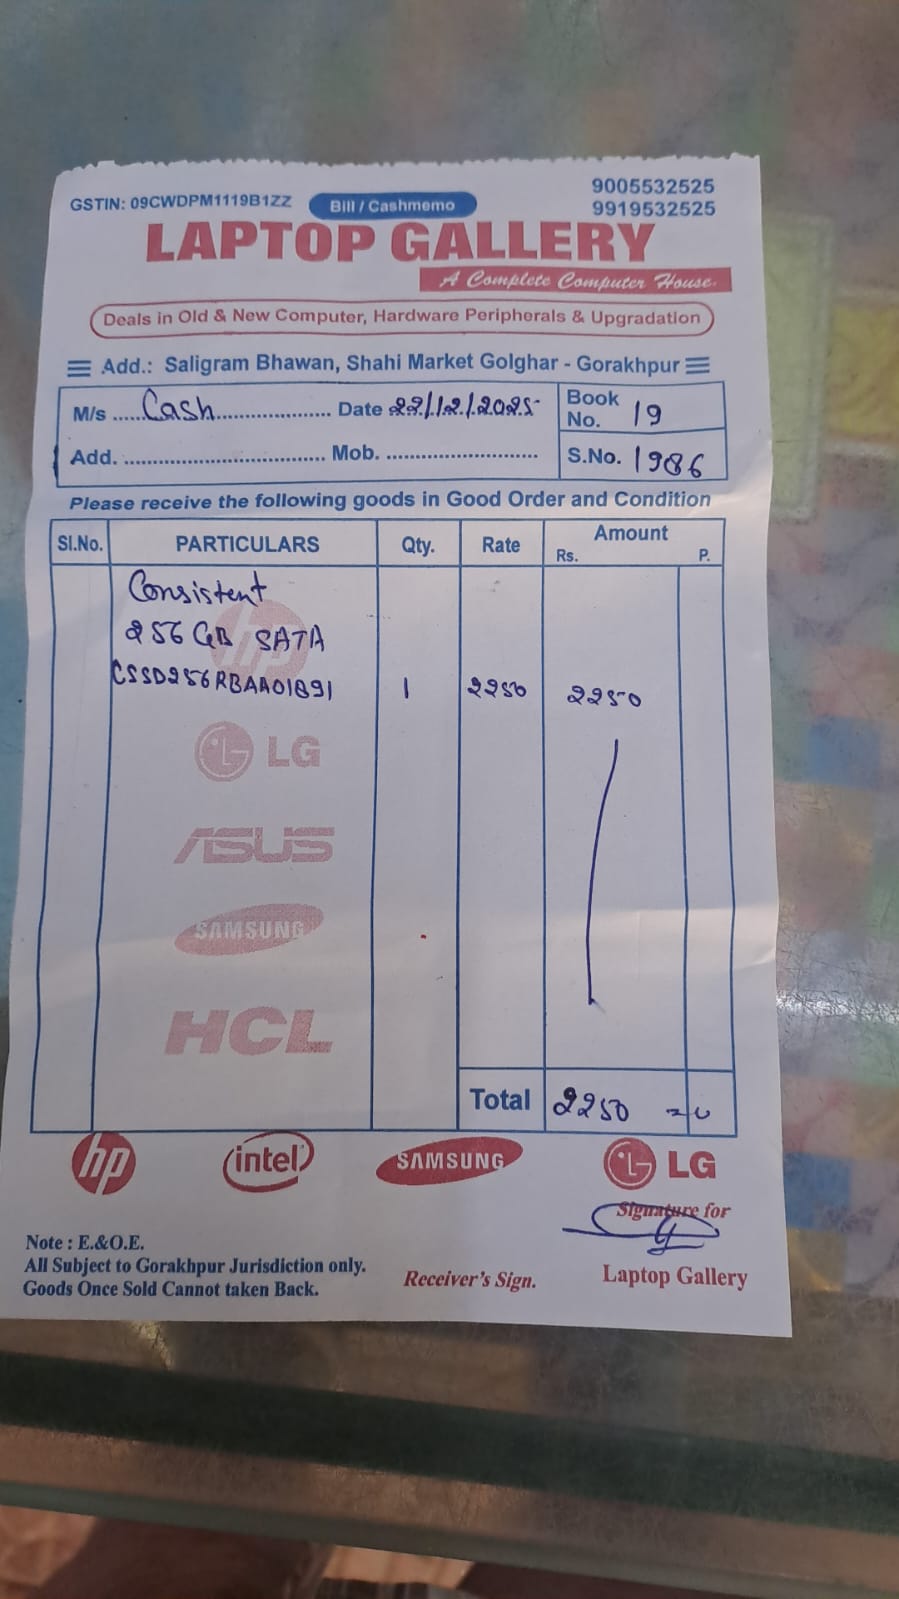 GSTIN: 09CWDPM1119B1ZZ Bill / Cashmemo 9005532525
9919532525
LAPTOP GALLERY
A Complete Computer House.
Deals in Old & New Computer, Hardware Peripherals & Upgradation
Add.: Saligram Bhawan, Shahi Market Golghar - Gorakhpur
M/s ..... Cash ..... Date 22/12/2025 Book No. 19
Add. ..... Mob. ..... S.No. 1986
Please receive the following goods in Good Order and Condition
Sl.No. PARTICULARS Qty. Rate Amount Rs. P.
Consistent
256 GB SATA
CSSD256RBAA01891 1 2250 2250
hp
LG
ASUS
SAMSUNG
HCL
Total 2250
hp intel SAMSUNG LG
Signature for
Note : E.&O.E.
All Subject to Gorakhpur Jurisdiction only.
Goods Once Sold Cannot taken Back.
Receiver's Sign. Laptop Gallery